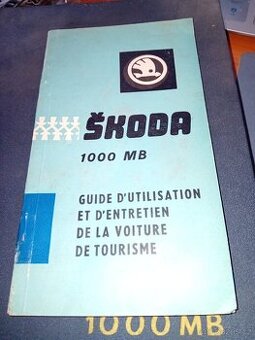 ŠKODA
1000 MB
GUIDE D'UTILISATION
ET D'ENTRETIEN
DE LA VOITURE
DE TOURISME
1000 MB